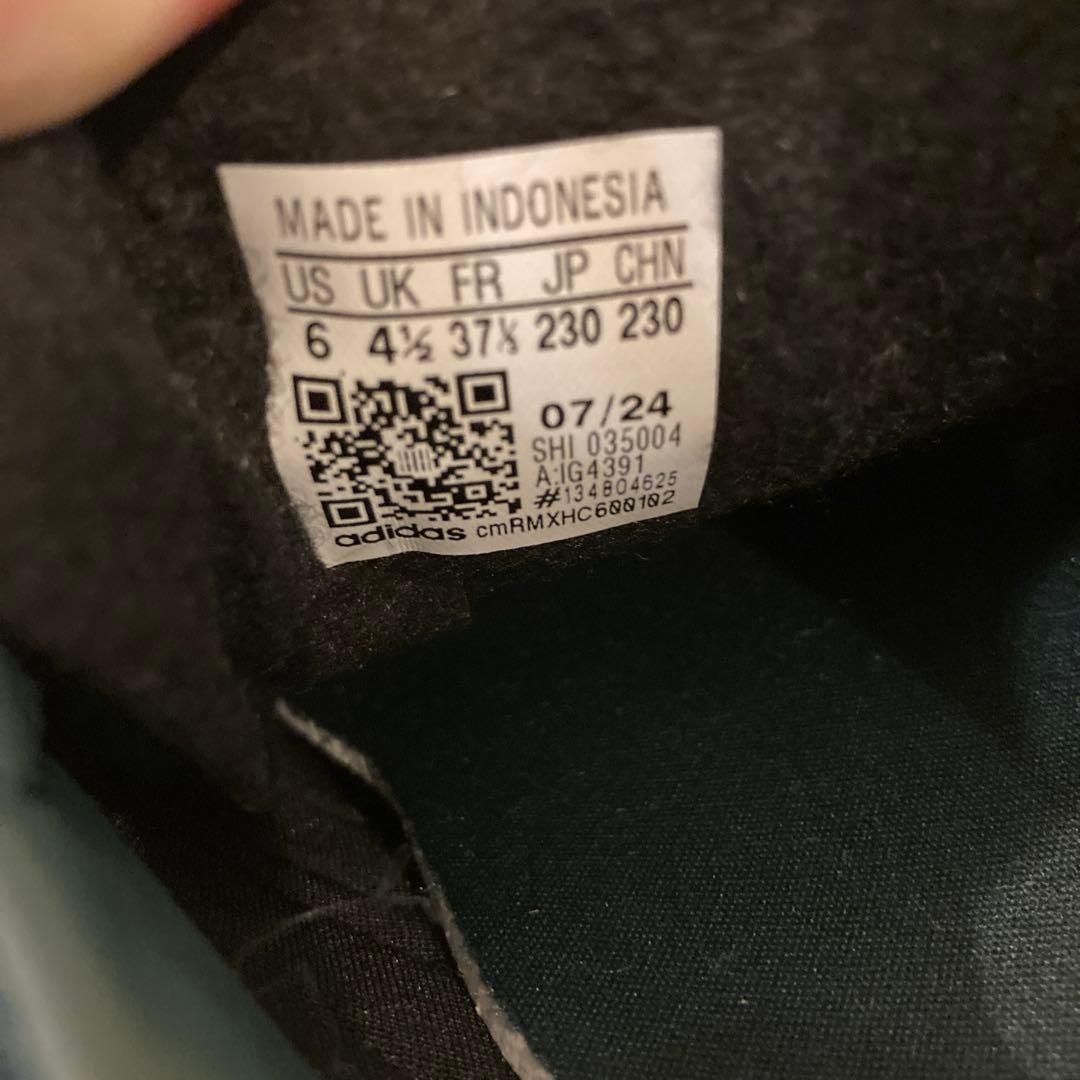 MADE IN INDONESIA
US UK FR JP CHN
6 4½ 37⅓ 230 230
07/24
SHI 035004
A:IG4391
#134804625
adidas cmRMXHC600102